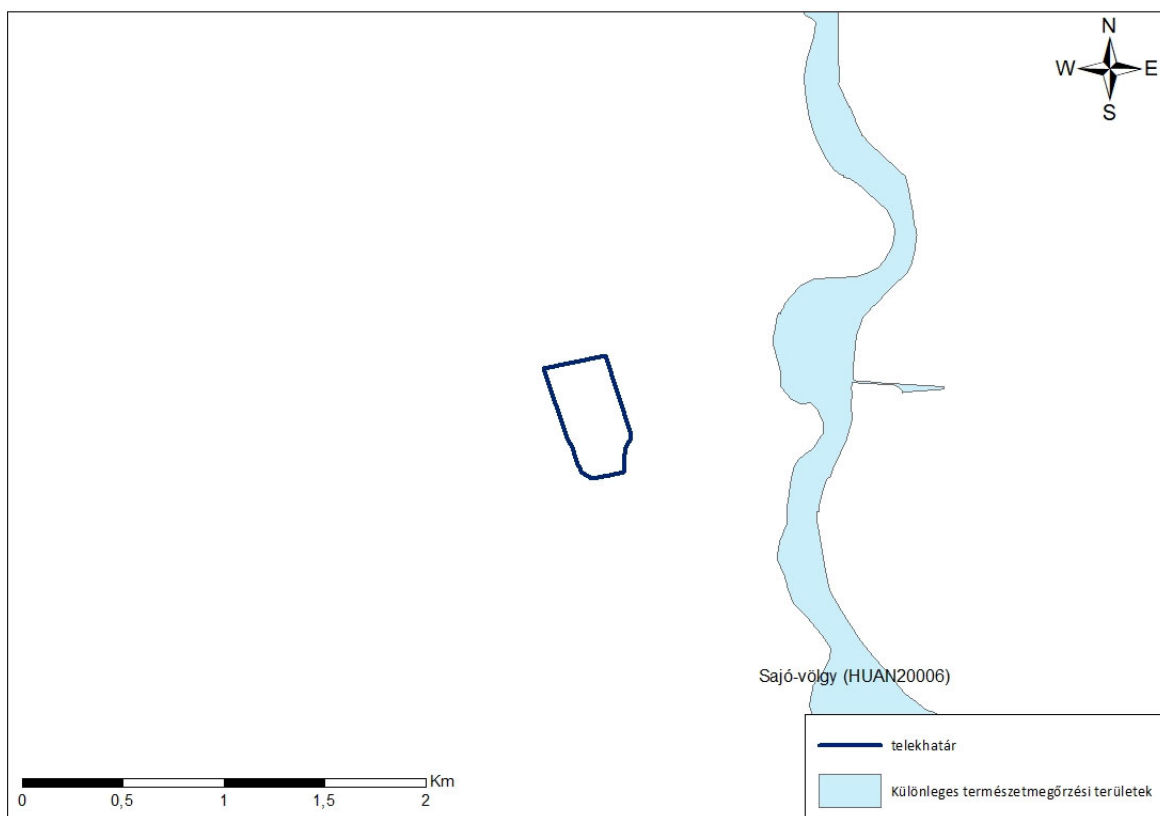 N
W E
S
Sajó-völgy (HUAN20006)
telekhatár
Különleges természetmegőrzési területek
Km
0 0,5 1 1,5 2